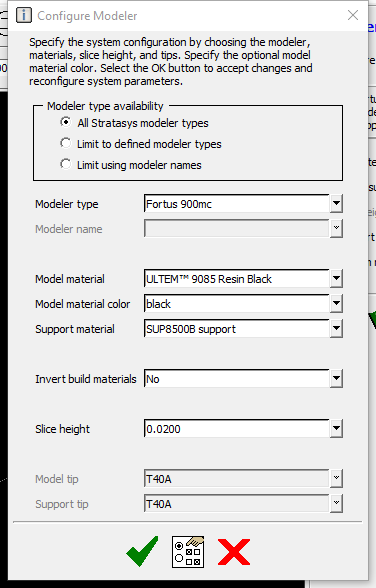 Configure Modeler
Specify the system configuration by choosing the modeler,
materials, slice height, and tips. Specify the optional model
material color. Select the OK button to accept changes and
reconfigure system parameters.
Modeler type availability
All Stratasys modeler types
Limit to defined modeler types
Limit using modeler names
Modeler type Fortus 900mc
Modeler name
Model material ULTEM™ 9085 Resin Black
Model material color black
Support material SUP8500B support
Invert build materials No
Slice height 0.0200
Model tip T40A
Support tip T40A